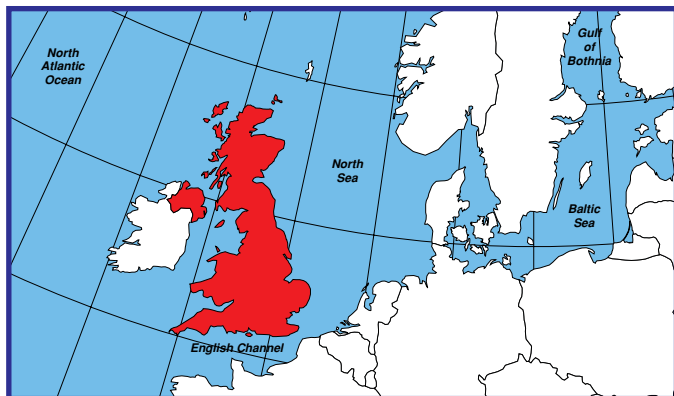 North
Atlantic
Ocean
Gulf
of
Bothnia
North
Sea
Baltic
Sea
English Channel